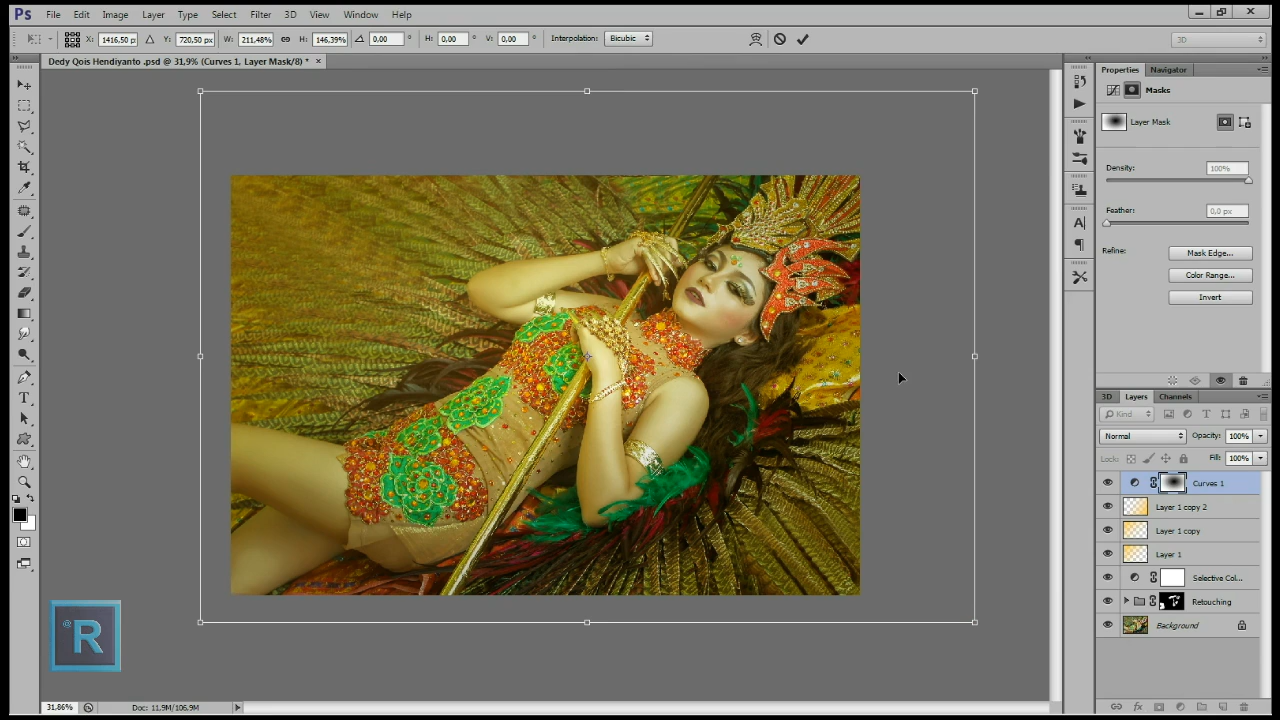 Ps File Edit Image Layer Type Select Filter 3D View Window Help
X: 1416,50 p Y: 720,50 px W: 211,48% H: 146,39% 0,00 ° H: 0,00 ° V: 0,00 ° Interpolation: Bicubic 3D
Dedy Qois Hendiyanto .psd @ 31,9% (Curves 1, Layer Mask/8) * ×
Properties Navigator
Masks
Layer Mask
Density: 100%
Feather: 0,0 px
Refine: Mask Edge...
Color Range...
Invert
3D Layers Channels
Kind
Normal Opacity: 100%
Lock: Fill: 100%
Curves 1
Layer 1 copy 2
Layer 1 copy
Layer 1
Selective Col...
Retouching
Background
T
A
®R
31,86% Doc: 11,9M/106,9M